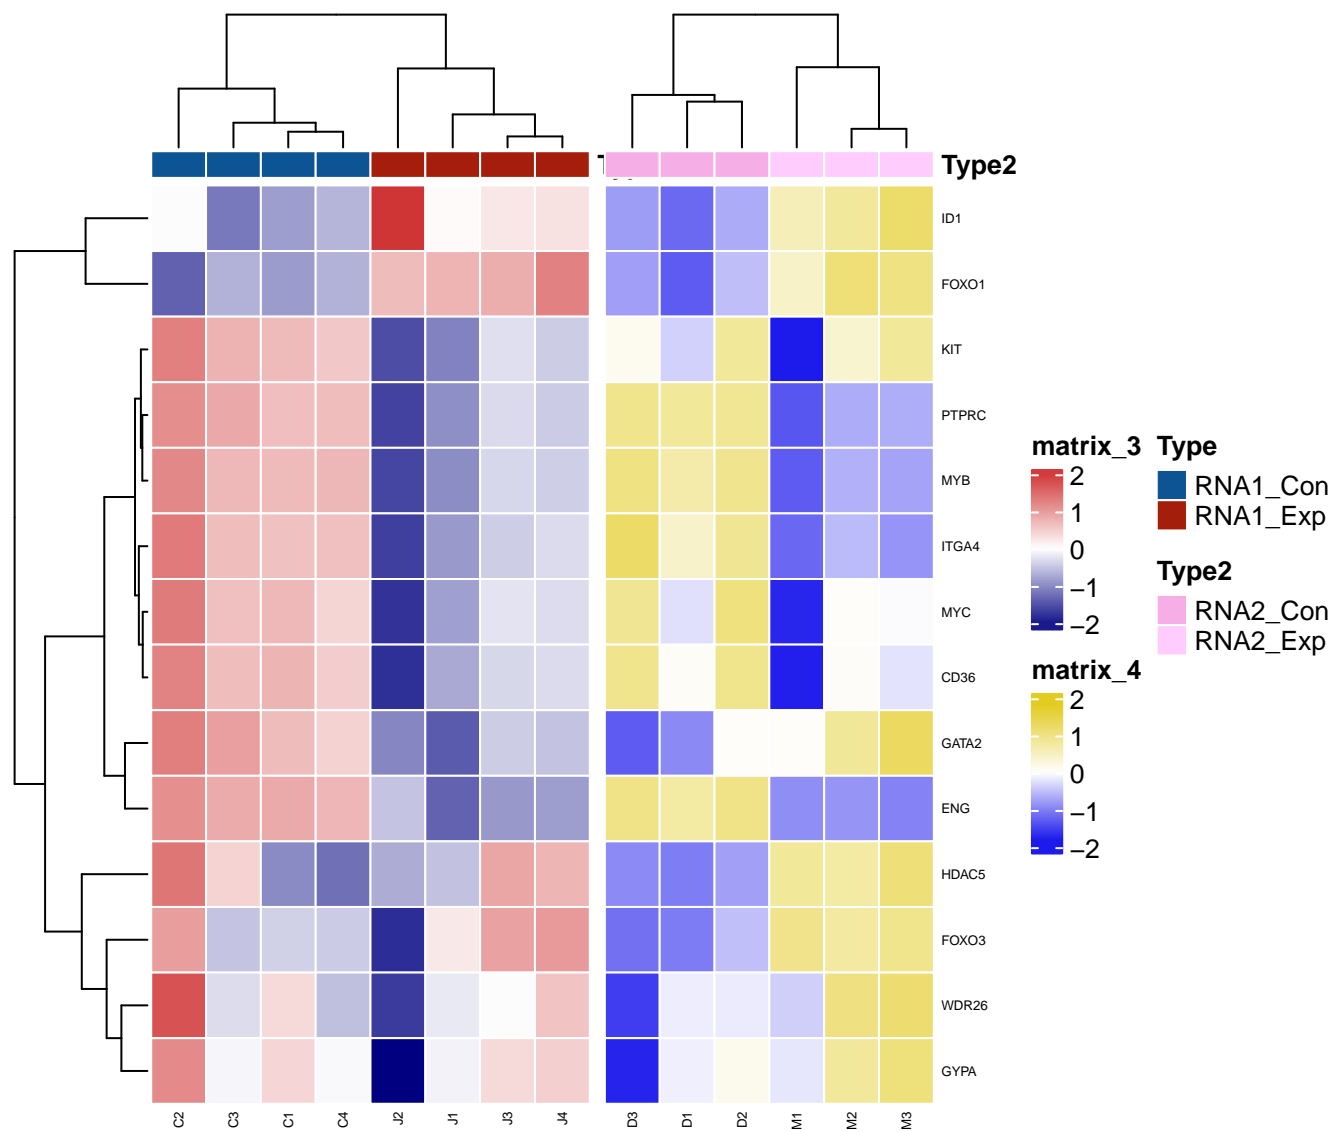 Type2
ID1
FOXO1
KIT
PTPRC
MYB
ITGA4
MYC
CD36
GATA2
ENG
HDAC5
FOXO3
WDR26
GYPA
C2 C3 C1 C4 J2 J1 J3 J4 D3 D1 D2 M1 M2 M3
matrix_3
2
1
0
−1
−2
matrix_4
2
1
0
−1
−2
Type
RNA1_Con
RNA1_Exp
Type2
RNA2_Con
RNA2_Exp